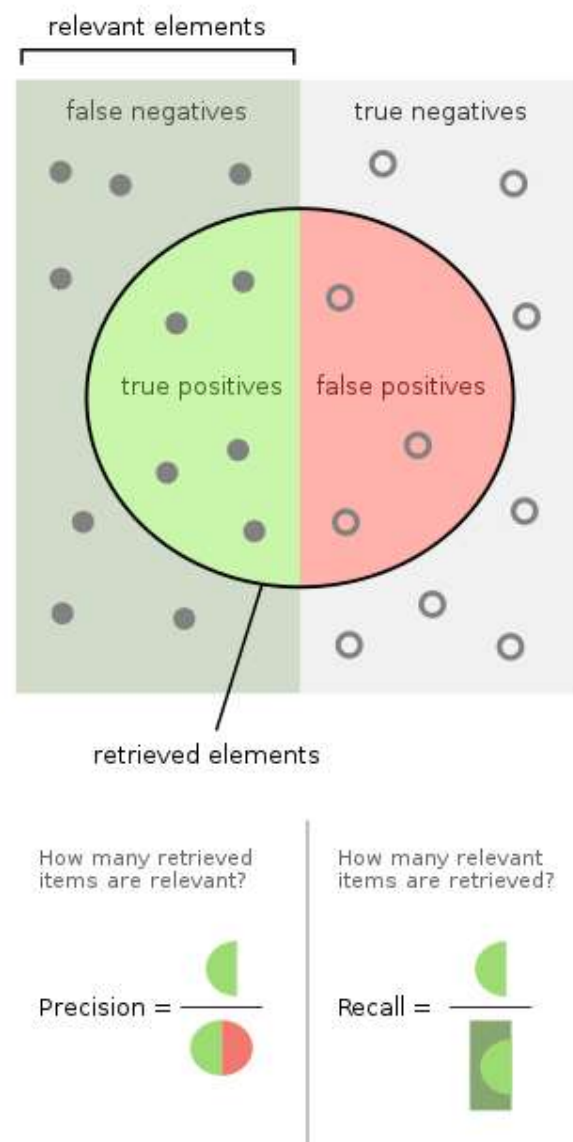 relevant elements
false negatives
true negatives
true positives
false positives
retrieved elements
How many retrieved
items are relevant?
Precision =
How many relevant
items are retrieved?
Recall =